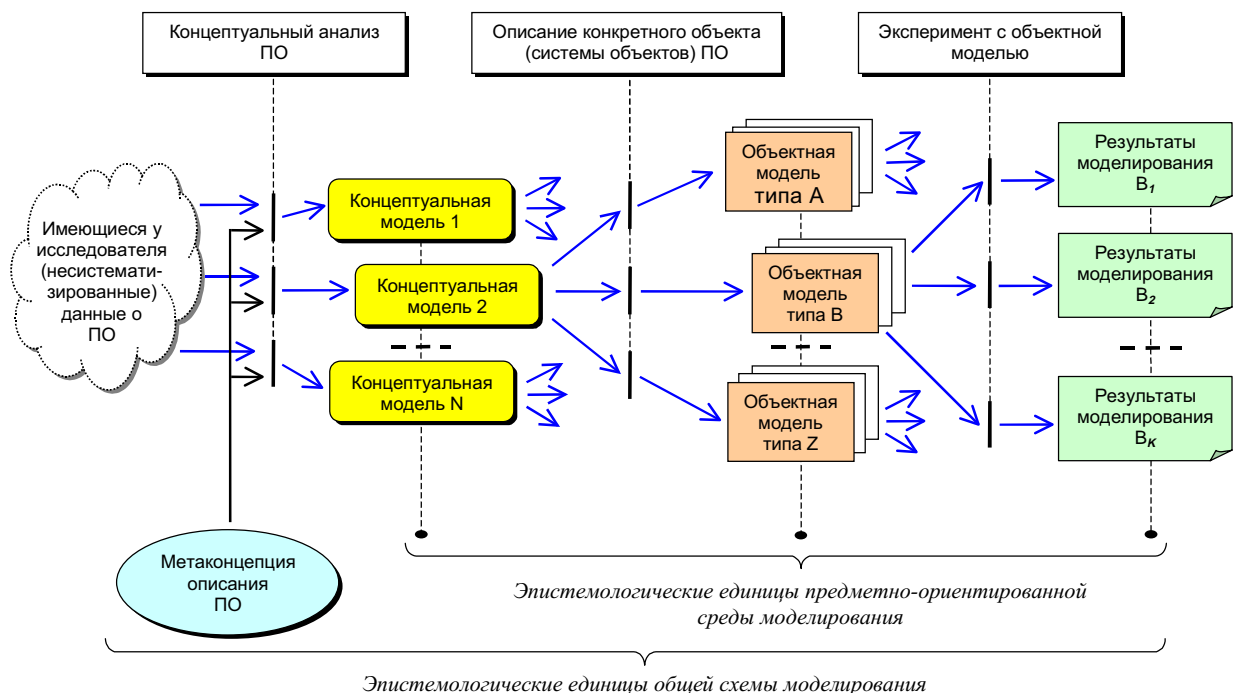 Концептуальный анализ
ПО
Описание конкретного объекта
(системы объектов) ПО
Эксперимент с объектной
моделью
Имеющиеся у
исследователя
(несистемати-
зированные)
данные о
ПО
Концептуальная
модель 1
Концептуальная
модель 2
Концептуальная
модель N
Объектная
модель
типа А
Объектная
модель
типа В
Объектная
модель
типа Z
Результаты
моделирования
В1
Результаты
моделирования
В2
Результаты
моделирования
ВK
Метаконцепция
описания
ПО
Эпистемологические единицы предметно-ориентированной
среды моделирования
Эпистемологические единицы общей схемы моделирования